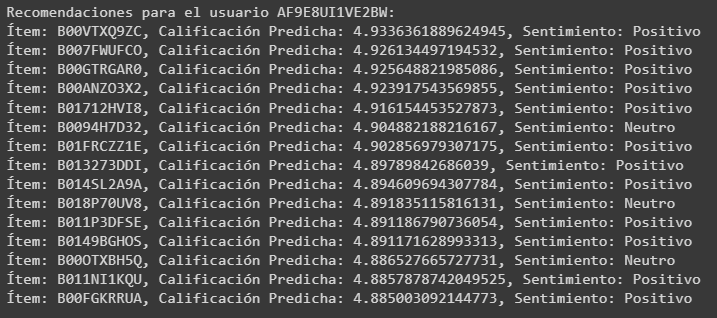 Recomendaciones para el usuario AF9E8UI1VE2BW:
Ítem: B00VTXQ9ZC, Calificación Predicha: 4.9336361889624945, Sentimiento: Positivo
Ítem: B007FWUFCO, Calificación Predicha: 4.926134497194532, Sentimiento: Positivo
Ítem: B00GTRGAR0, Calificación Predicha: 4.925648821985086, Sentimiento: Positivo
Ítem: B00ANZO3X2, Calificación Predicha: 4.923917543569855, Sentimiento: Positivo
Ítem: B01712HVI8, Calificación Predicha: 4.916154453527873, Sentimiento: Positivo
Ítem: B0094H7D32, Calificación Predicha: 4.904882188216167, Sentimiento: Neutro
Ítem: B01FRCZZ1E, Calificación Predicha: 4.902856979307175, Sentimiento: Positivo
Ítem: B013273DDI, Calificación Predicha: 4.89789842686039, Sentimiento: Positivo
Ítem: B014SL2A9A, Calificación Predicha: 4.894609694307784, Sentimiento: Positivo
Ítem: B018P70UV8, Calificación Predicha: 4.891835115816131, Sentimiento: Neutro
Ítem: B011P3DFSE, Calificación Predicha: 4.891186790736054, Sentimiento: Positivo
Ítem: B0149BGHOS, Calificación Predicha: 4.891171628993313, Sentimiento: Positivo
Ítem: B00OTXBH5Q, Calificación Predicha: 4.886527665727731, Sentimiento: Neutro
Ítem: B011NI1KQU, Calificación Predicha: 4.8857878742049525, Sentimiento: Positivo
Ítem: B00FGKRRUA, Calificación Predicha: 4.885003092144773, Sentimiento: Positivo